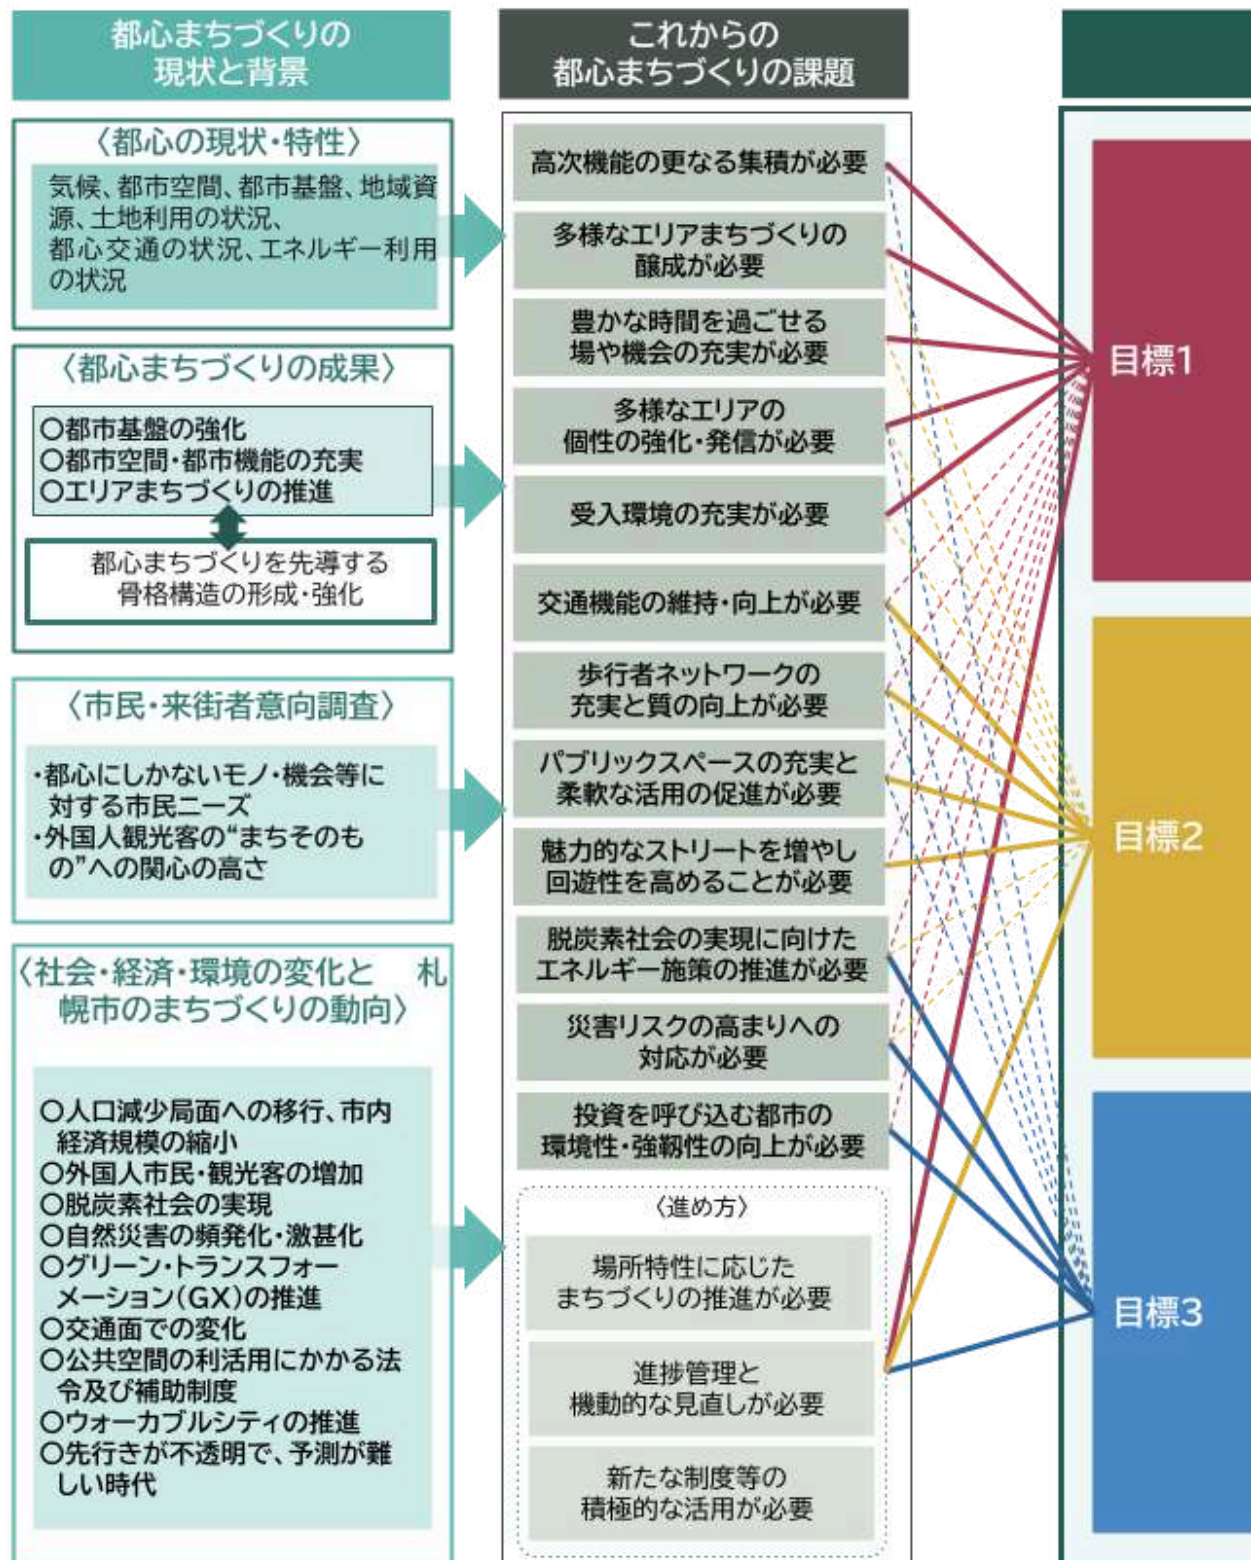 都心まちづくりの
現状と背景
〈都心の現状・特性〉
気候、都市空間、都市基盤、地域資
源、土地利用の状況、
都心交通の状況、エネルギー利用
の状況
〈都心まちづくりの成果〉
〇都市基盤の強化
〇都市空間・都市機能の充実
〇エリアまちづくりの推進
都心まちづくりを先導する
骨格構造の形成・強化
〈市民・来街者意向調査〉
・都心にしかないモノ・機会等に
対する市民ニーズ
・外国人観光客の“まちそのも
の”への関心の高さ
〈社会・経済・環境の変化と 札
幌市のまちづくりの動向〉
〇人口減少局面への移行、市内
経済規模の縮小
〇外国人市民・観光客の増加
〇脱炭素社会の実現
〇自然災害の頻発化・激甚化
〇グリーン・トランスフォー
メーション(GX)の推進
〇交通面での変化
〇公共空間の利活用にかかる法
令及び補助制度
〇ウォーカブルシティの推進
〇先行きが不透明で、予測が難
しい時代
これからの
都心まちづくりの課題
高次機能の更なる集積が必要
多様なエリアまちづくりの
醸成が必要
豊かな時間を過ごせる
場や機会の充実が必要
多様なエリアの
個性の強化・発信が必要
受入環境の充実が必要
交通機能の維持・向上が必要
歩行者ネットワークの
充実と質の向上が必要
パブリックスペースの充実と
柔軟な活用の促進が必要
魅力的なストリートを増やし
回遊性を高めることが必要
脱炭素社会の実現に向けた
エネルギー施策の推進が必要
災害リスクの高まりへの
対応が必要
投資を呼び込む都市の
環境性・強靱性の向上が必要
〈進め方〉
場所特性に応じた
まちづくりの推進が必要
進捗管理と
機動的な見直しが必要
新たな制度等の
積極的な活用が必要
目標1
目標2
目標3